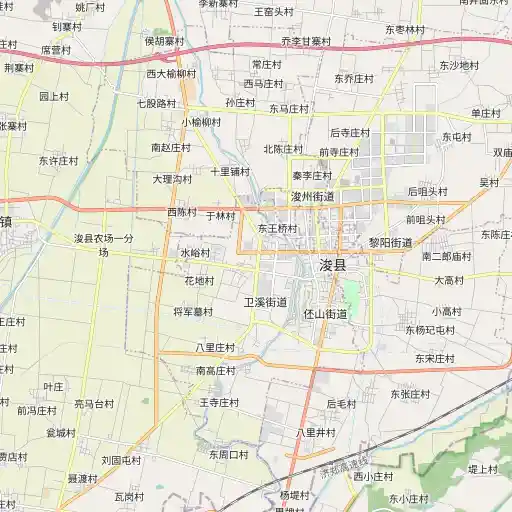 姚厂村
李新寨村
王窑头村
钊寨村
侯胡寨村
乔李甘寨村
东枣林村
席营村
荆寨村
西大榆柳村
常庄村
东乔庄村
东沙地村
西马庄村
园上村
七股路村
孙庄村
东马庄村
单庄村
张寨村
小榆柳村
后寺庄村
东屯村
南赵庄村
北陈庄村
前寺庄村
双庙
东许庄村
大理沟村
十里铺村
秦李庄村
吴村
浚州街道
后咀头村
西陈村
于林村
前咀头村
镇
东王桥村
东陈庄
浚县农场一分
场
水峪村
黎阳街道
浚县
南二郎庙村
花地村
大高村
卫溪街道
将军墓村
伾山街道
小高村
王庄村
东杨玘屯村
庄村
八里庄村
东宋庄村
南高庄村
叶庄
东张庄村
前冯庄村
亮马台村
王寺庄村
后毛村
瓮城村
八里井村
贾店村
刘固屯村
东周口村
济郑高速线
堤上村
聂渡村
西小庄村
瓦岗村
杨堤村
东小庄村